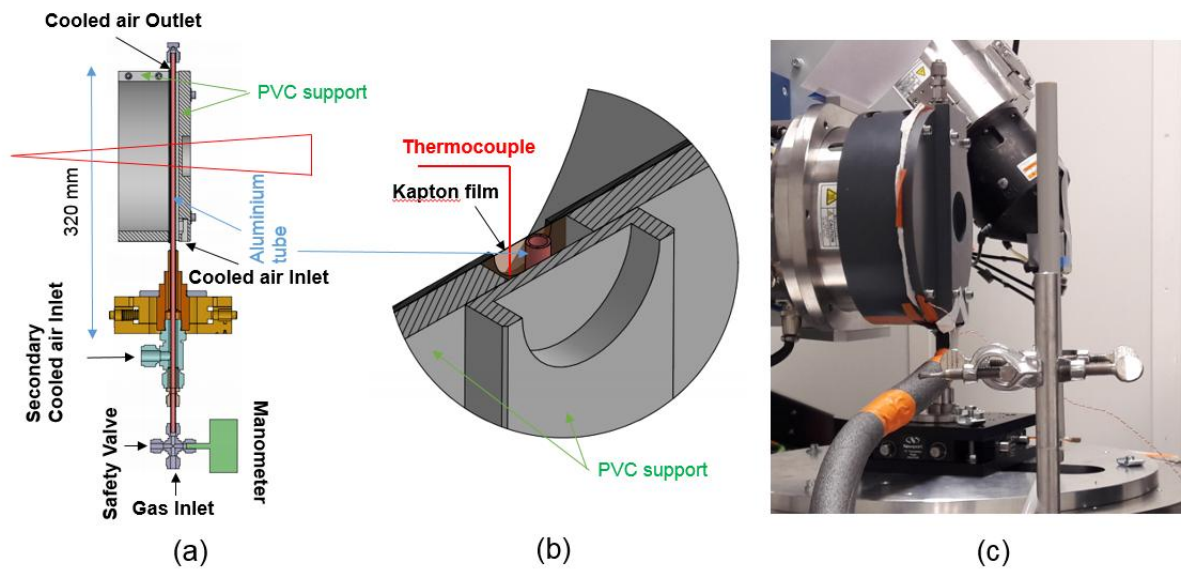 Cooled air Outlet
PVC support
320 mm
Aluminium
tube
Cooled air Inlet
Secondary
Cooled air Inlet
Safety Valve
Manometer
Gas Inlet
(a)
Thermocouple
Kapton film
PVC support
(b)
(c)